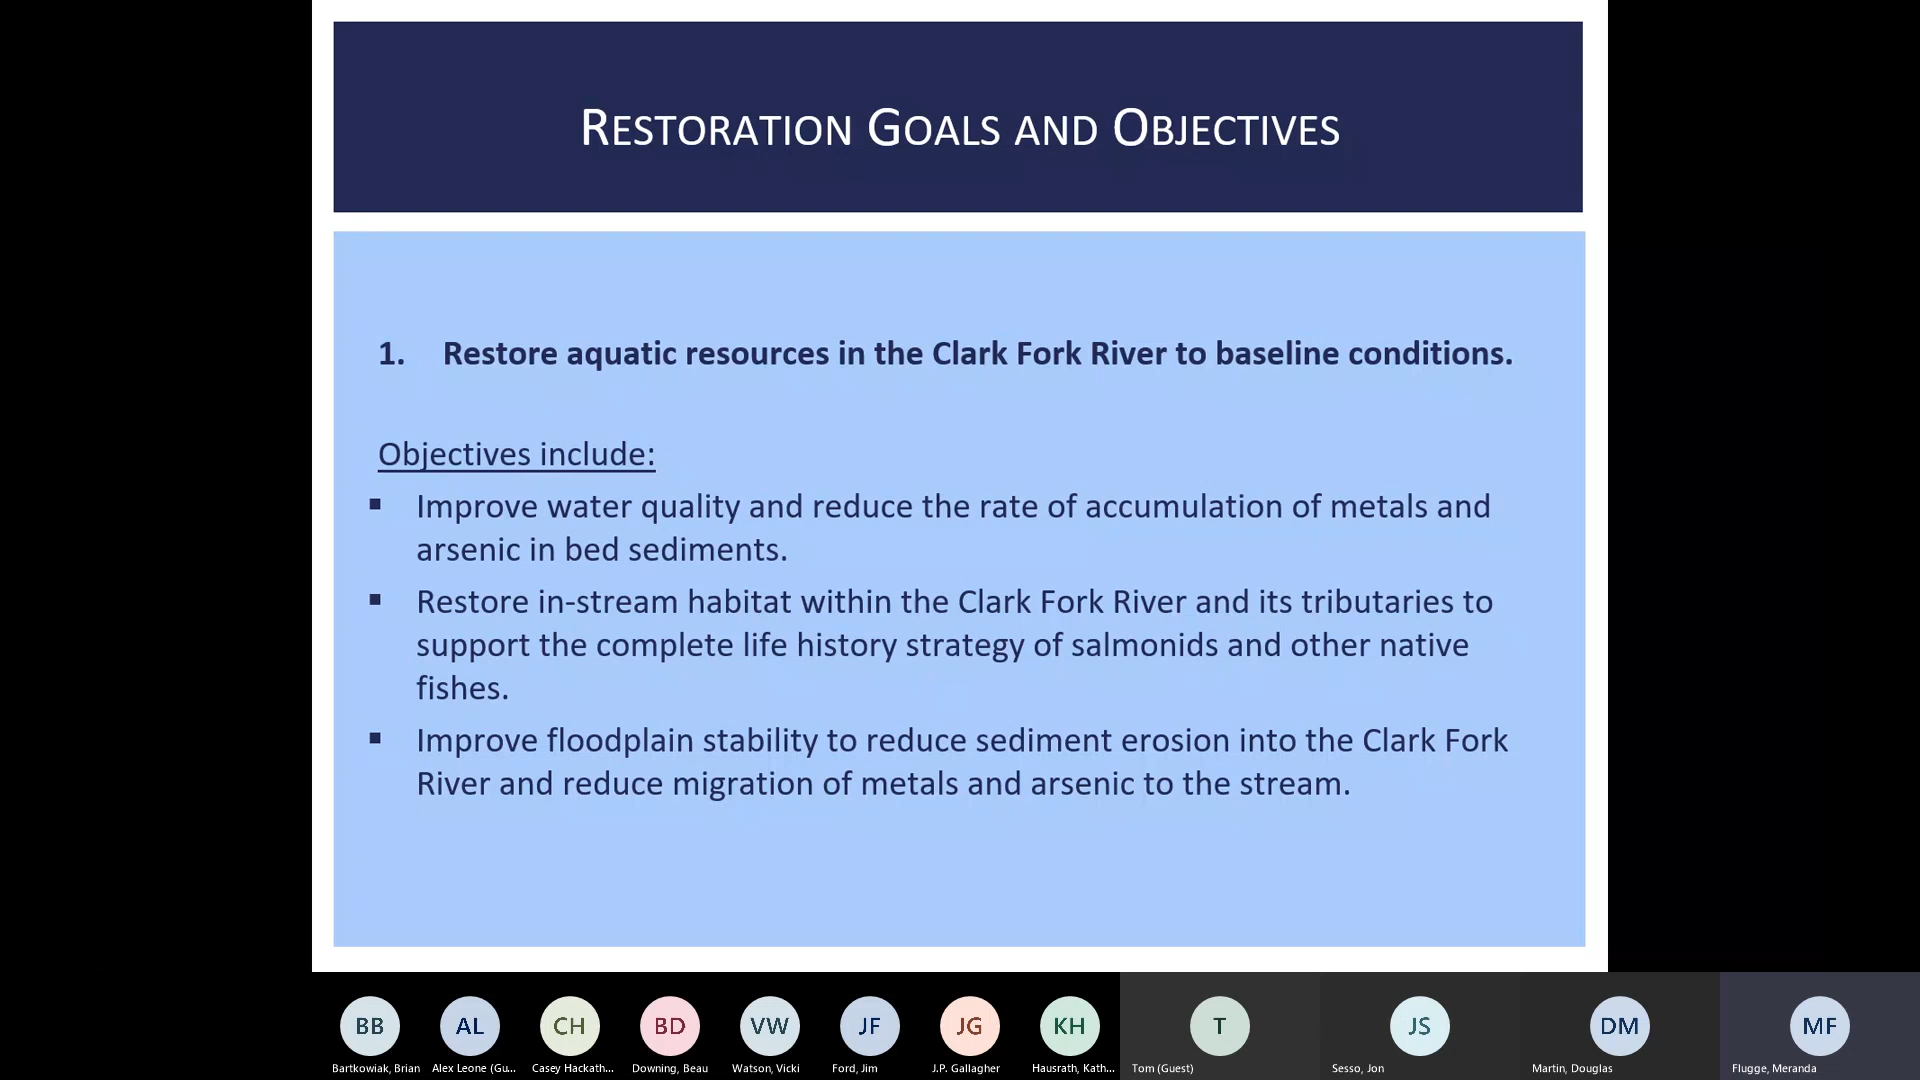 RESTORATION GOALS AND OBJECTIVES
1. Restore aquatic resources in the Clark Fork River to baseline conditions.
Objectives include:
▪ Improve water quality and reduce the rate of accumulation of metals and
arsenic in bed sediments.
▪ Restore in-stream habitat within the Clark Fork River and its tributaries to
support the complete life history strategy of salmonids and other native
fishes.
▪ Improve floodplain stability to reduce sediment erosion into the Clark Fork
River and reduce migration of metals and arsenic to the stream.
BB AL CH BD VW JF JG KH T JS DM MF
Bartkowiak, Brian Alex Leone (Gu... Casey Hackath... Downing, Beau Watson, Vicki Ford, Jim J.P. Gallagher Hausrath, Kath... Tom (Guest) Sesso, Jon Martin, Douglas Flugge, Meranda